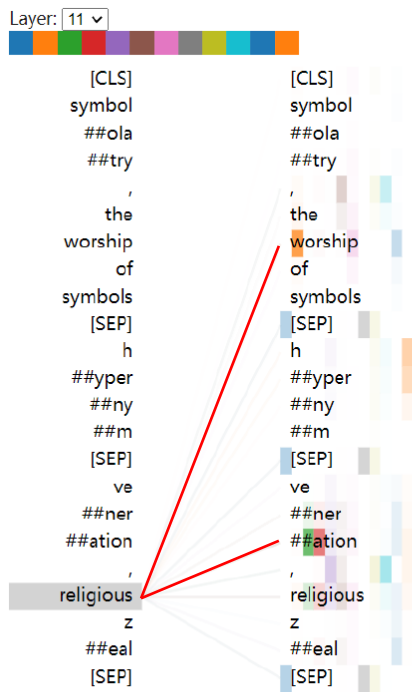 Layer: 11
[CLS] [CLS]
symbol symbol
##ola ##ola
##try ##try
, ,
the the
worship worship
of of
symbols symbols
[SEP] [SEP]
h h
##yper ##yper
##ny ##ny
##m ##m
[SEP] [SEP]
ve ve
##ner ##ner
##ation ##ation
, ,
religious religious
z z
##eal ##eal
[SEP] [SEP]